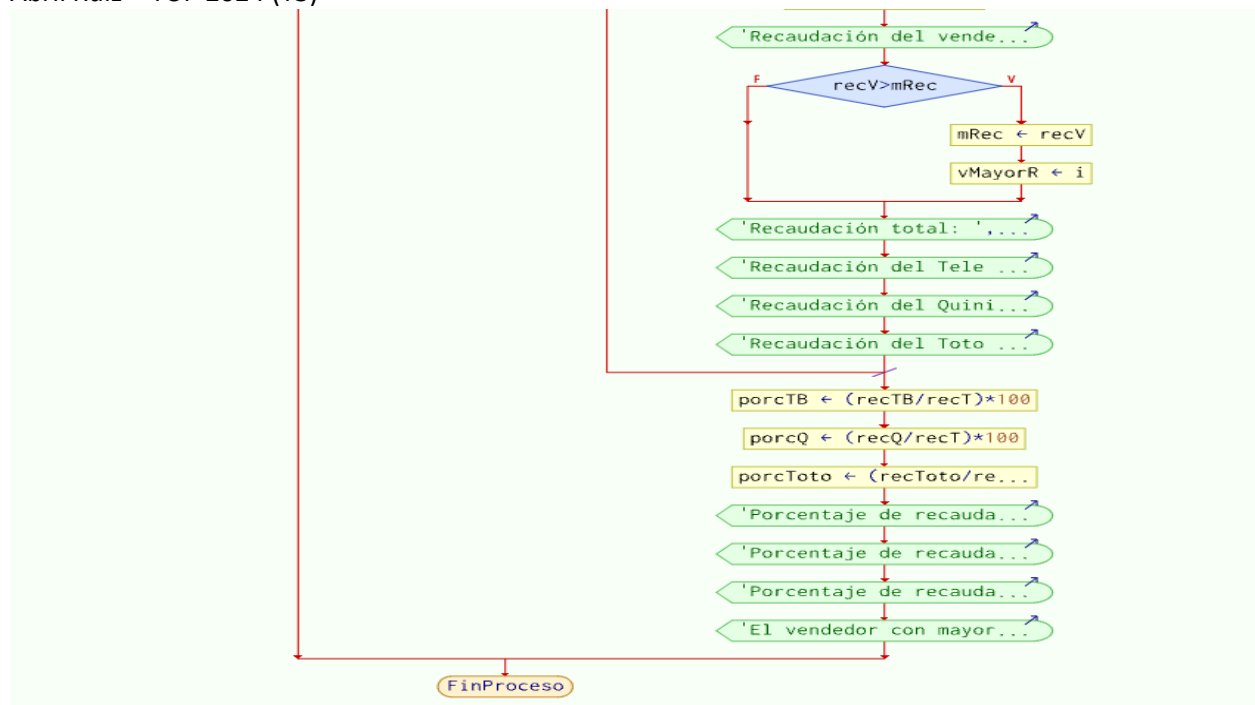 'Recaudación del vende...
F
recV>mRec
V
mRec ← recV
vMayorR ← i
'Recaudación total: ',...
'Recaudación del Tele ...
'Recaudación del Quini...
'Recaudación del Toto ...
porcTB ← (recTB/recT)*100
porcQ ← (recQ/recT)*100
porcToto ← (recToto/re...
'Porcentaje de recauda...
'Porcentaje de recauda...
'Porcentaje de recauda...
'El vendedor con mayor...
FinProceso